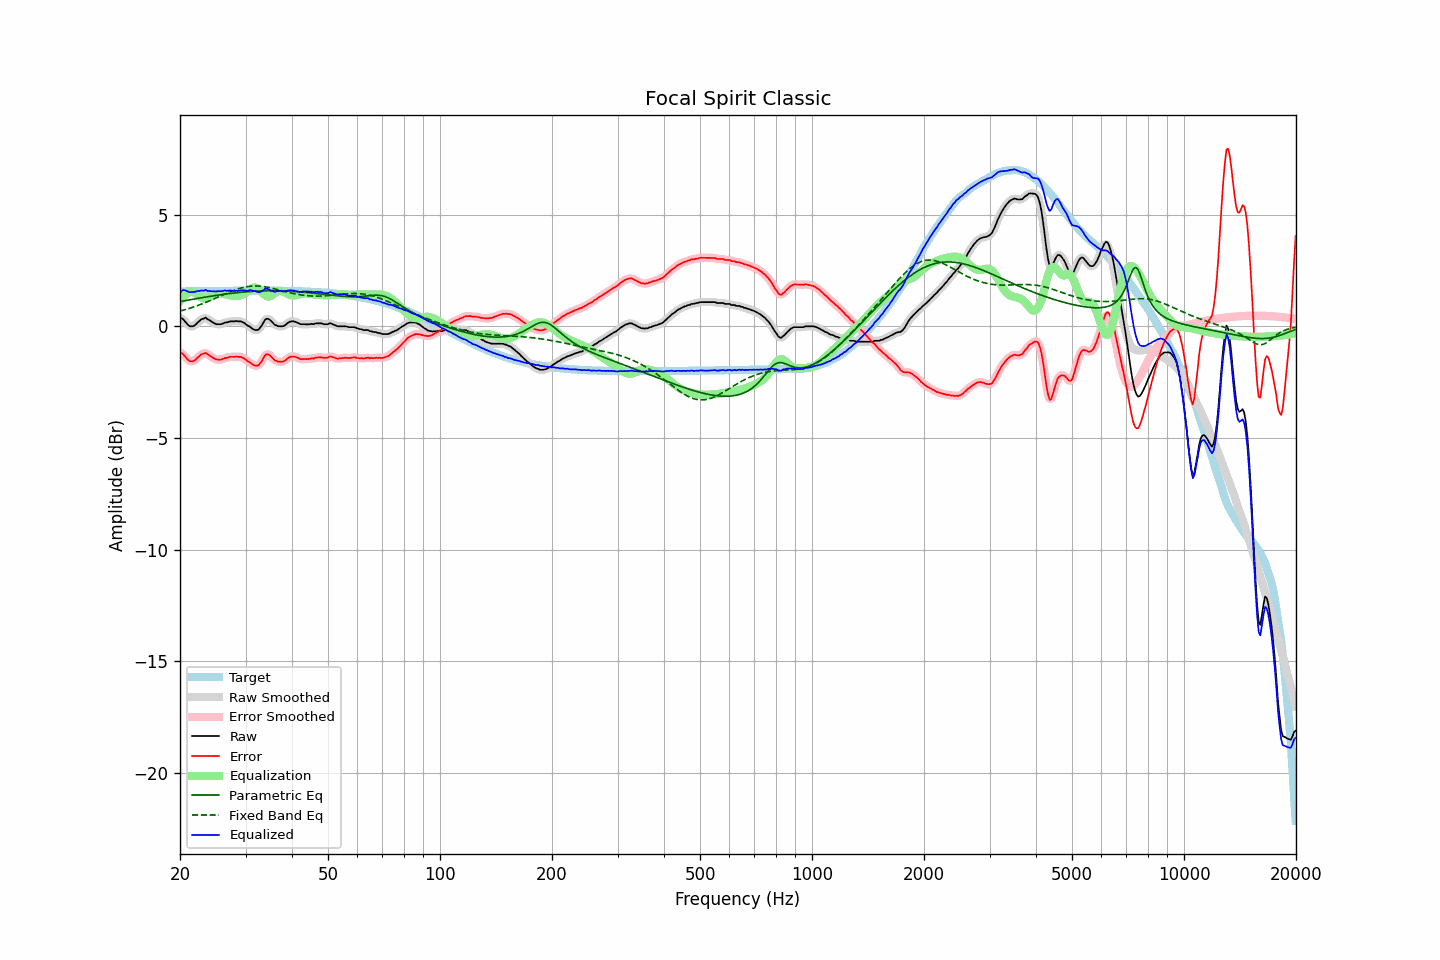 Focal Spirit Classic
Amplitude (dBr)
5
0
−5
−10
−15
−20
Target
Raw Smoothed
Error Smoothed
Raw
Error
Equalization
Parametric Eq
Fixed Band Eq
Equalized
20 50 100 200 500 1000 2000 5000 10000 20000
Frequency (Hz)